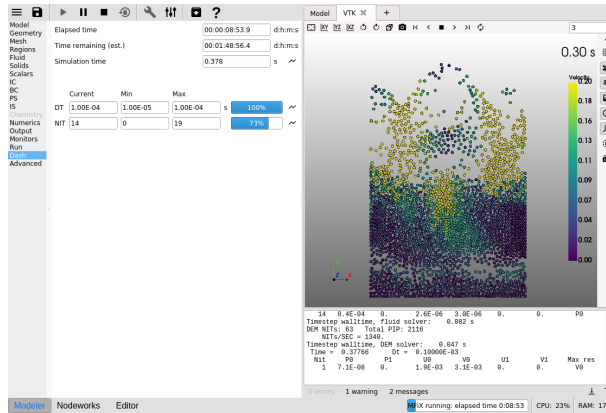 Model
Geometry
Mesh
Regions
Fluid
Solids
Scalars
IC
BC
PS
IS
Chemistry
Numerics
Output
Monitors
Run
Dash
Advanced
Elapsed time 00:00:08:53.9 d:h:m:s
Time remaining (est.) 00:01:48:56.4 d:h:m:s
Simulation time 0.378 s
Current Min Max
DT 1.00E-04 1.00E-05 1.00E-04 s 100%
NIT 14 0 19 73%
Model VTK × +
XY YZ XZ
3
0.30 s
Velocity
0.20
0.18
0.16
0.13
0.11
0.09
0.07
0.04
0.02
0.00
Y
Z X
14 8.4E-04 0. 2.6E-06 3.0E-06 0. 0. P0
Timestep walltime, fluid solver: 0.082 s
DEM NITs: 63 Total PIP: 2116
NITs/SEC = 1340.
Timestep walltime, DEM solver: 0.047 s
Time = 0.37766 Dt = 0.10000E-03
Nit P0 P1 U0 V0 U1 V1 Max res
1 7.1E-08 0. 1.9E-03 3.1E-03 0. 0. V0
0 errors 1 warning 2 messages
Modeler Nodeworks Editor
MFiX running: elapsed time 0:08:53 CPU: 23% RAM: 17